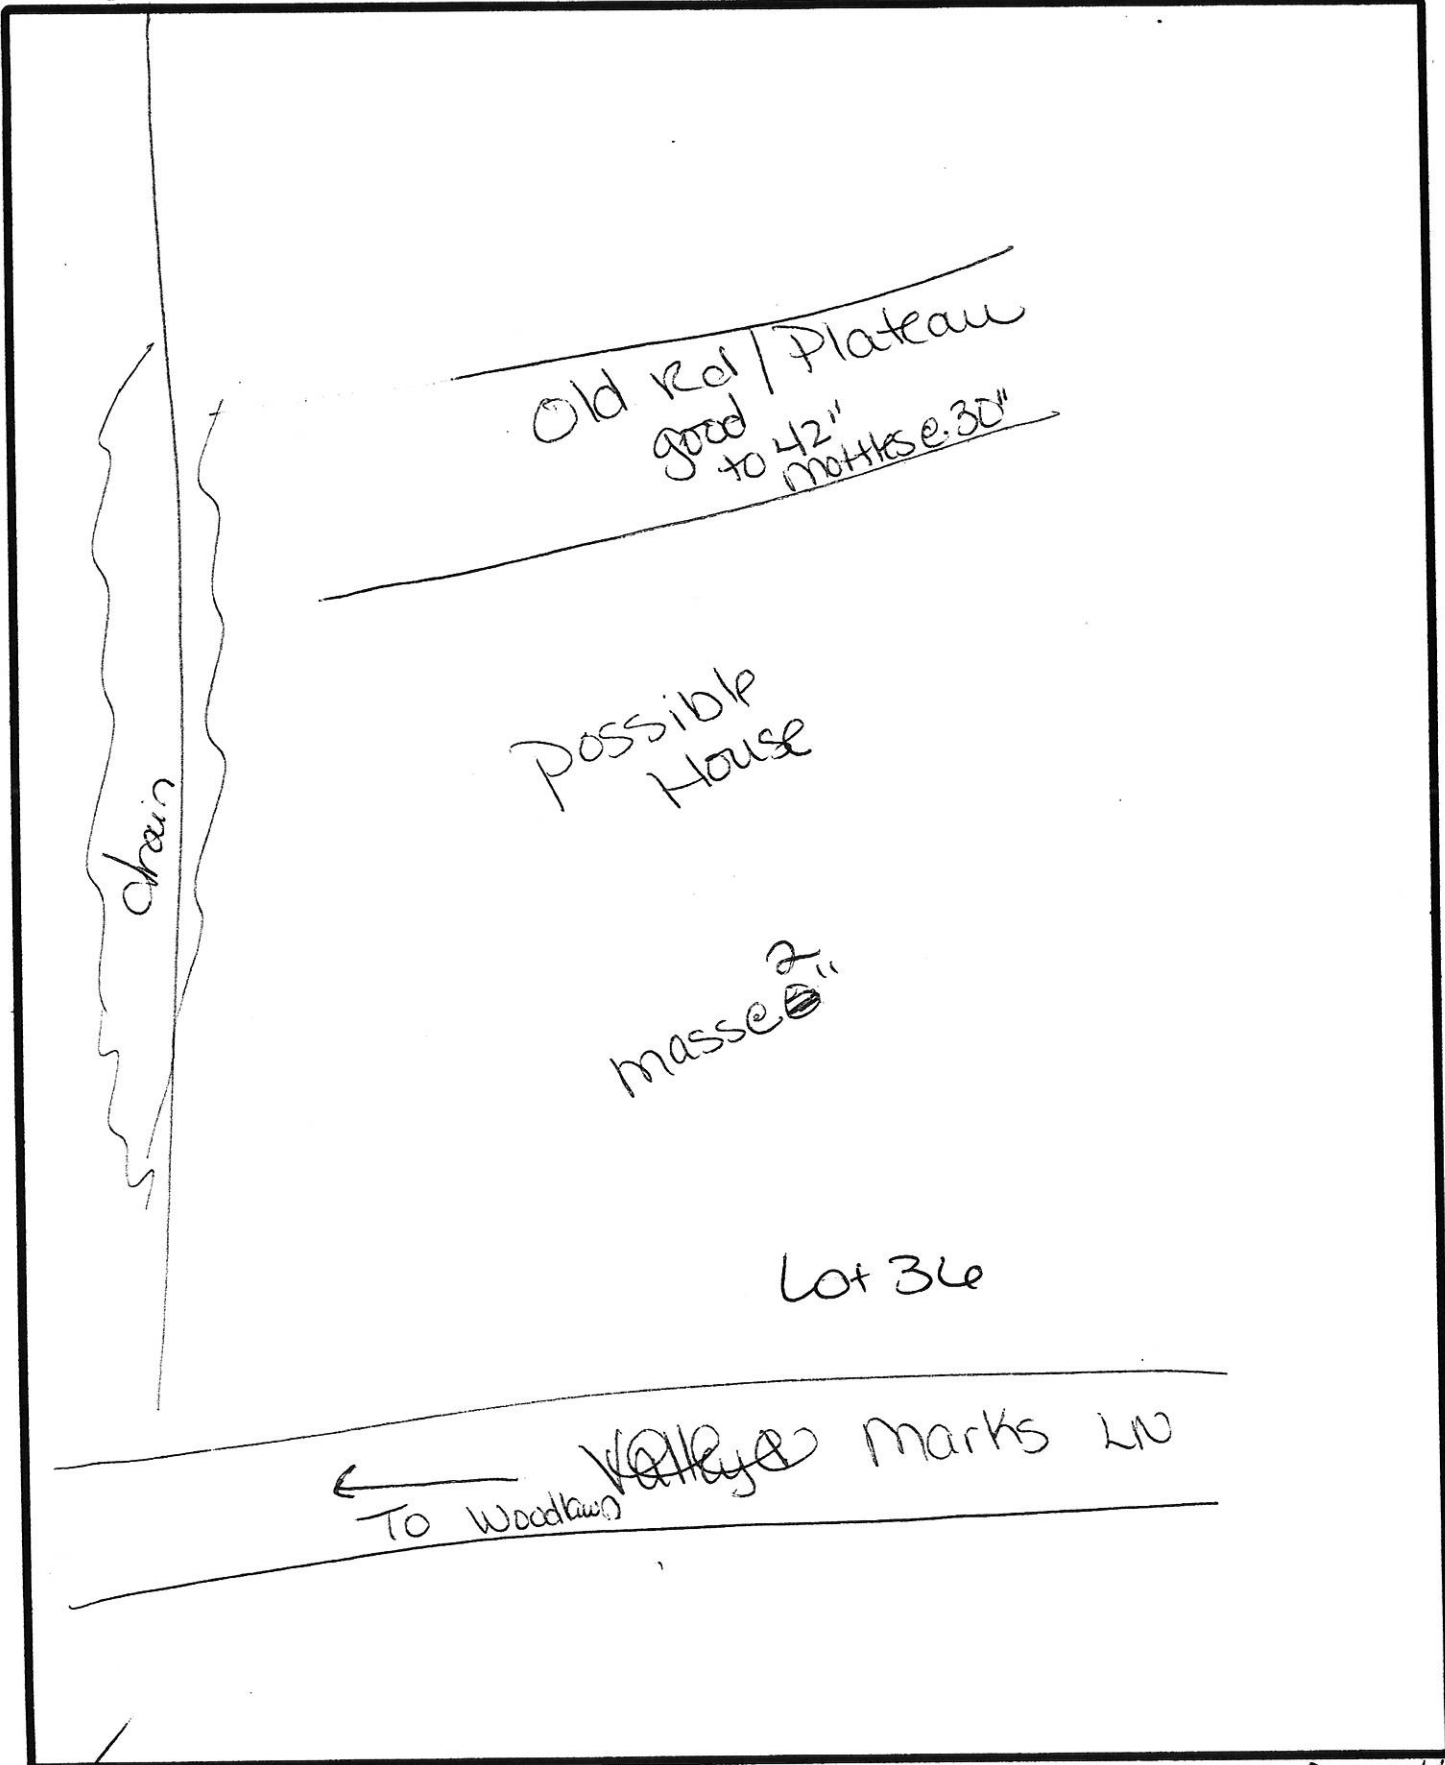 Old Rd / Plateau
good
to 42"
mottles @ 30"
possible
House
drain
2
masse @ "
Lot 36
Marks LN
To Woodlawn